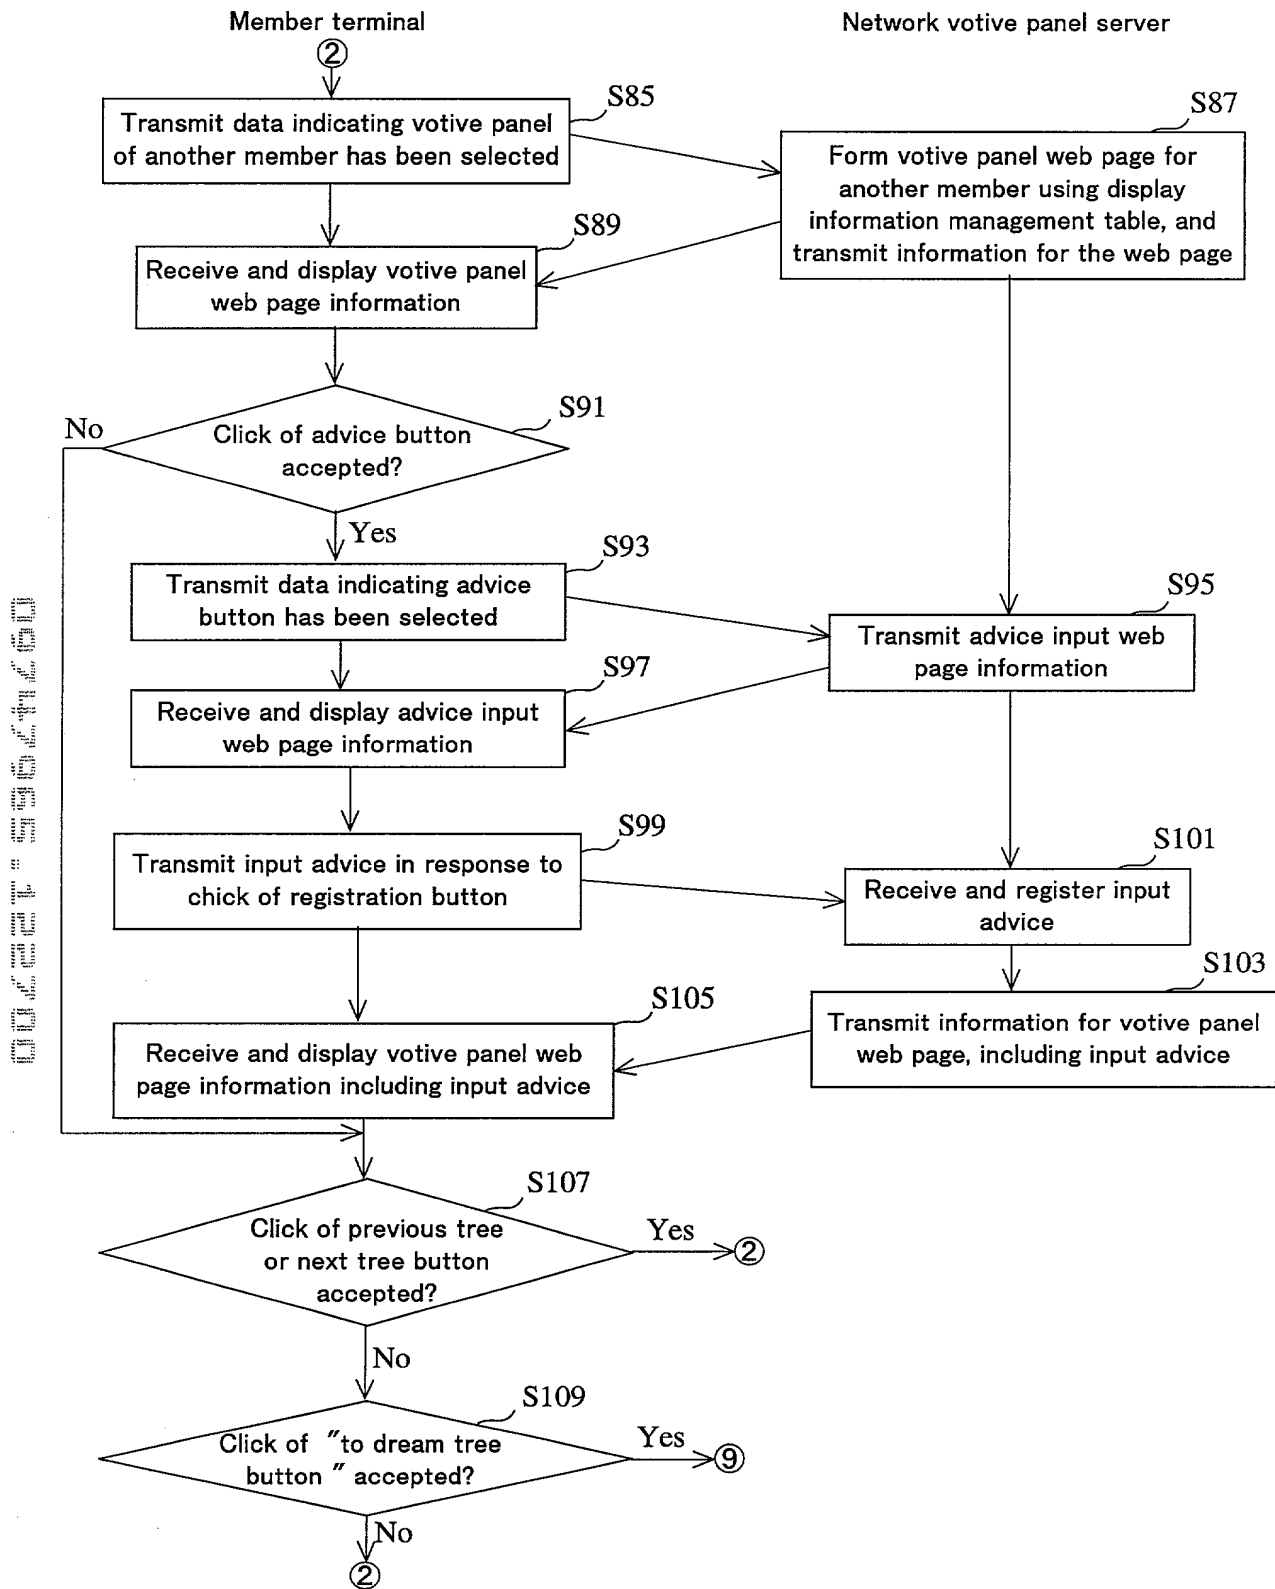 Member terminal
Network votive panel server
②
S85
Transmit data indicating votive panel
of another member has been selected
S87
Form votive panel web page for
another member using display
information management table, and
transmit information for the web page
S89
Receive and display votive panel
web page information
S91
No
Click of advice button
accepted?
Yes
S93
Transmit data indicating advice
button has been selected
S95
Transmit advice input web
page information
S97
Receive and display advice input
web page information
S99
Transmit input advice in response to
chick of registration button
S101
Receive and register input
advice
S103
Transmit information for votive panel
web page, including input advice
S105
Receive and display votive panel web
page information including input advice
S107
Click of previous tree
or next tree button
accepted?
Yes
②
No
S109
Click of "to dream tree
button " accepted?
Yes
⑨
No
②